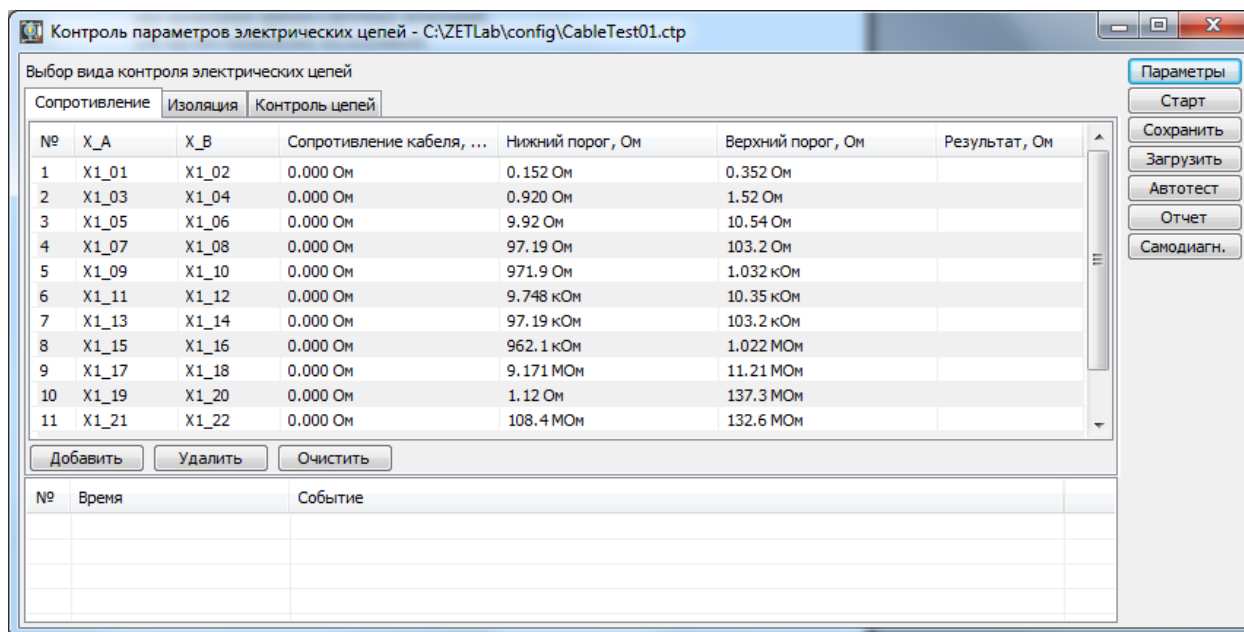 Контроль параметров электрических цепей - C:\ZETLab\config\CableTest01.ctp
Выбор вида контроля электрических цепей
Параметры
Сопротивление Изоляция Контроль цепей
Старт
Сохранить
Загрузить
Автотест
Отчет
Самодиагн.
№ X_A X_B Сопротивление кабеля, ... Нижний порог, Ом Верхний порог, Ом Результат, Ом
1 X1_01 X1_02 0.000 Ом 0.152 Ом 0.352 Ом
2 X1_03 X1_04 0.000 Ом 0.920 Ом 1.52 Ом
3 X1_05 X1_06 0.000 Ом 9.92 Ом 10.54 Ом
4 X1_07 X1_08 0.000 Ом 97.19 Ом 103.2 Ом
5 X1_09 X1_10 0.000 Ом 971.9 Ом 1.032 кОм
6 X1_11 X1_12 0.000 Ом 9.748 кОм 10.35 кОм
7 X1_13 X1_14 0.000 Ом 97.19 кОм 103.2 кОм
8 X1_15 X1_16 0.000 Ом 962.1 кОм 1.022 МОм
9 X1_17 X1_18 0.000 Ом 9.171 МОм 11.21 МОм
10 X1_19 X1_20 0.000 Ом 1.12 Ом 137.3 МОм
11 X1_21 X1_22 0.000 Ом 108.4 МОм 132.6 МОм
Добавить Удалить Очистить
№ Время Событие